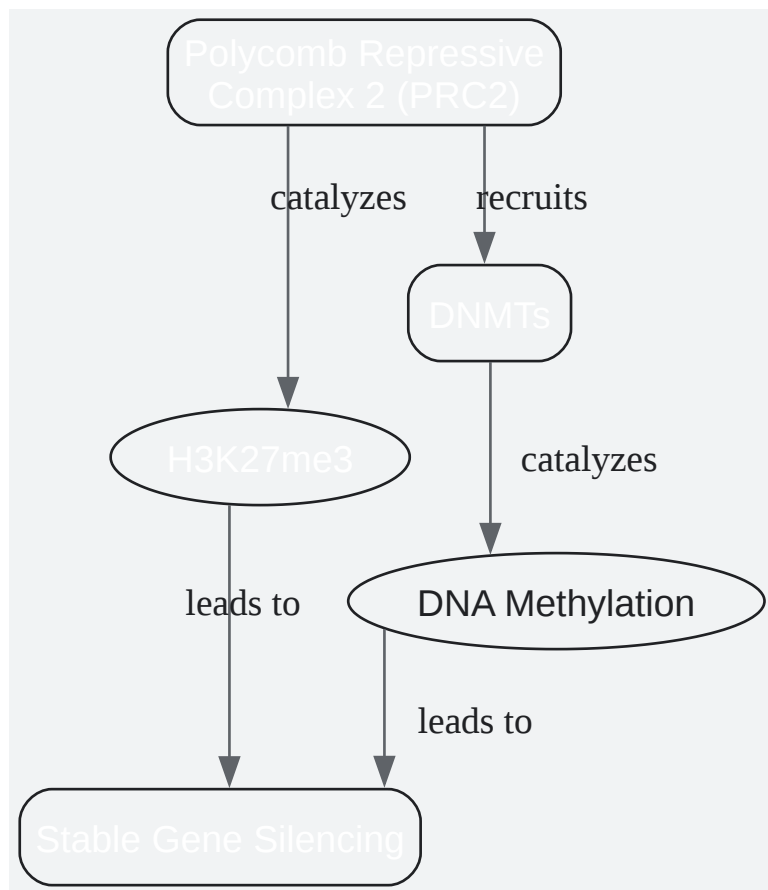 Polycomb Repressive
Complex 2 (PRC2)
catalyzes
recruits
DNMTs
H3K27me3
catalyzes
leads to
DNA Methylation
leads to
Stable Gene Silencing